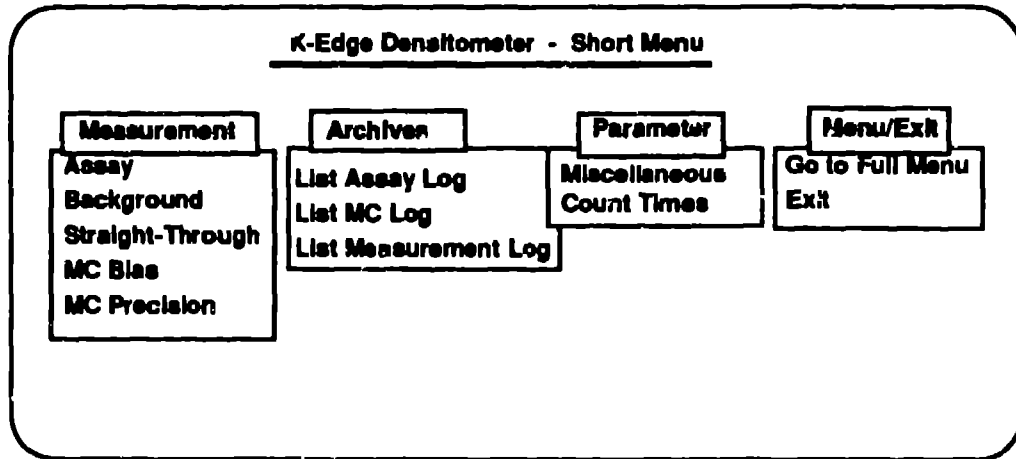 K-Edge Densitometer - Short Menu
Measurement
Assay
Background
Straight-Through
MC Bias
MC Precision
Archives
List Assay Log
List MC Log
List Measurement Log
Parameter
Miscellaneous
Count Times
Menu/Exit
Go to Full Menu
Exit